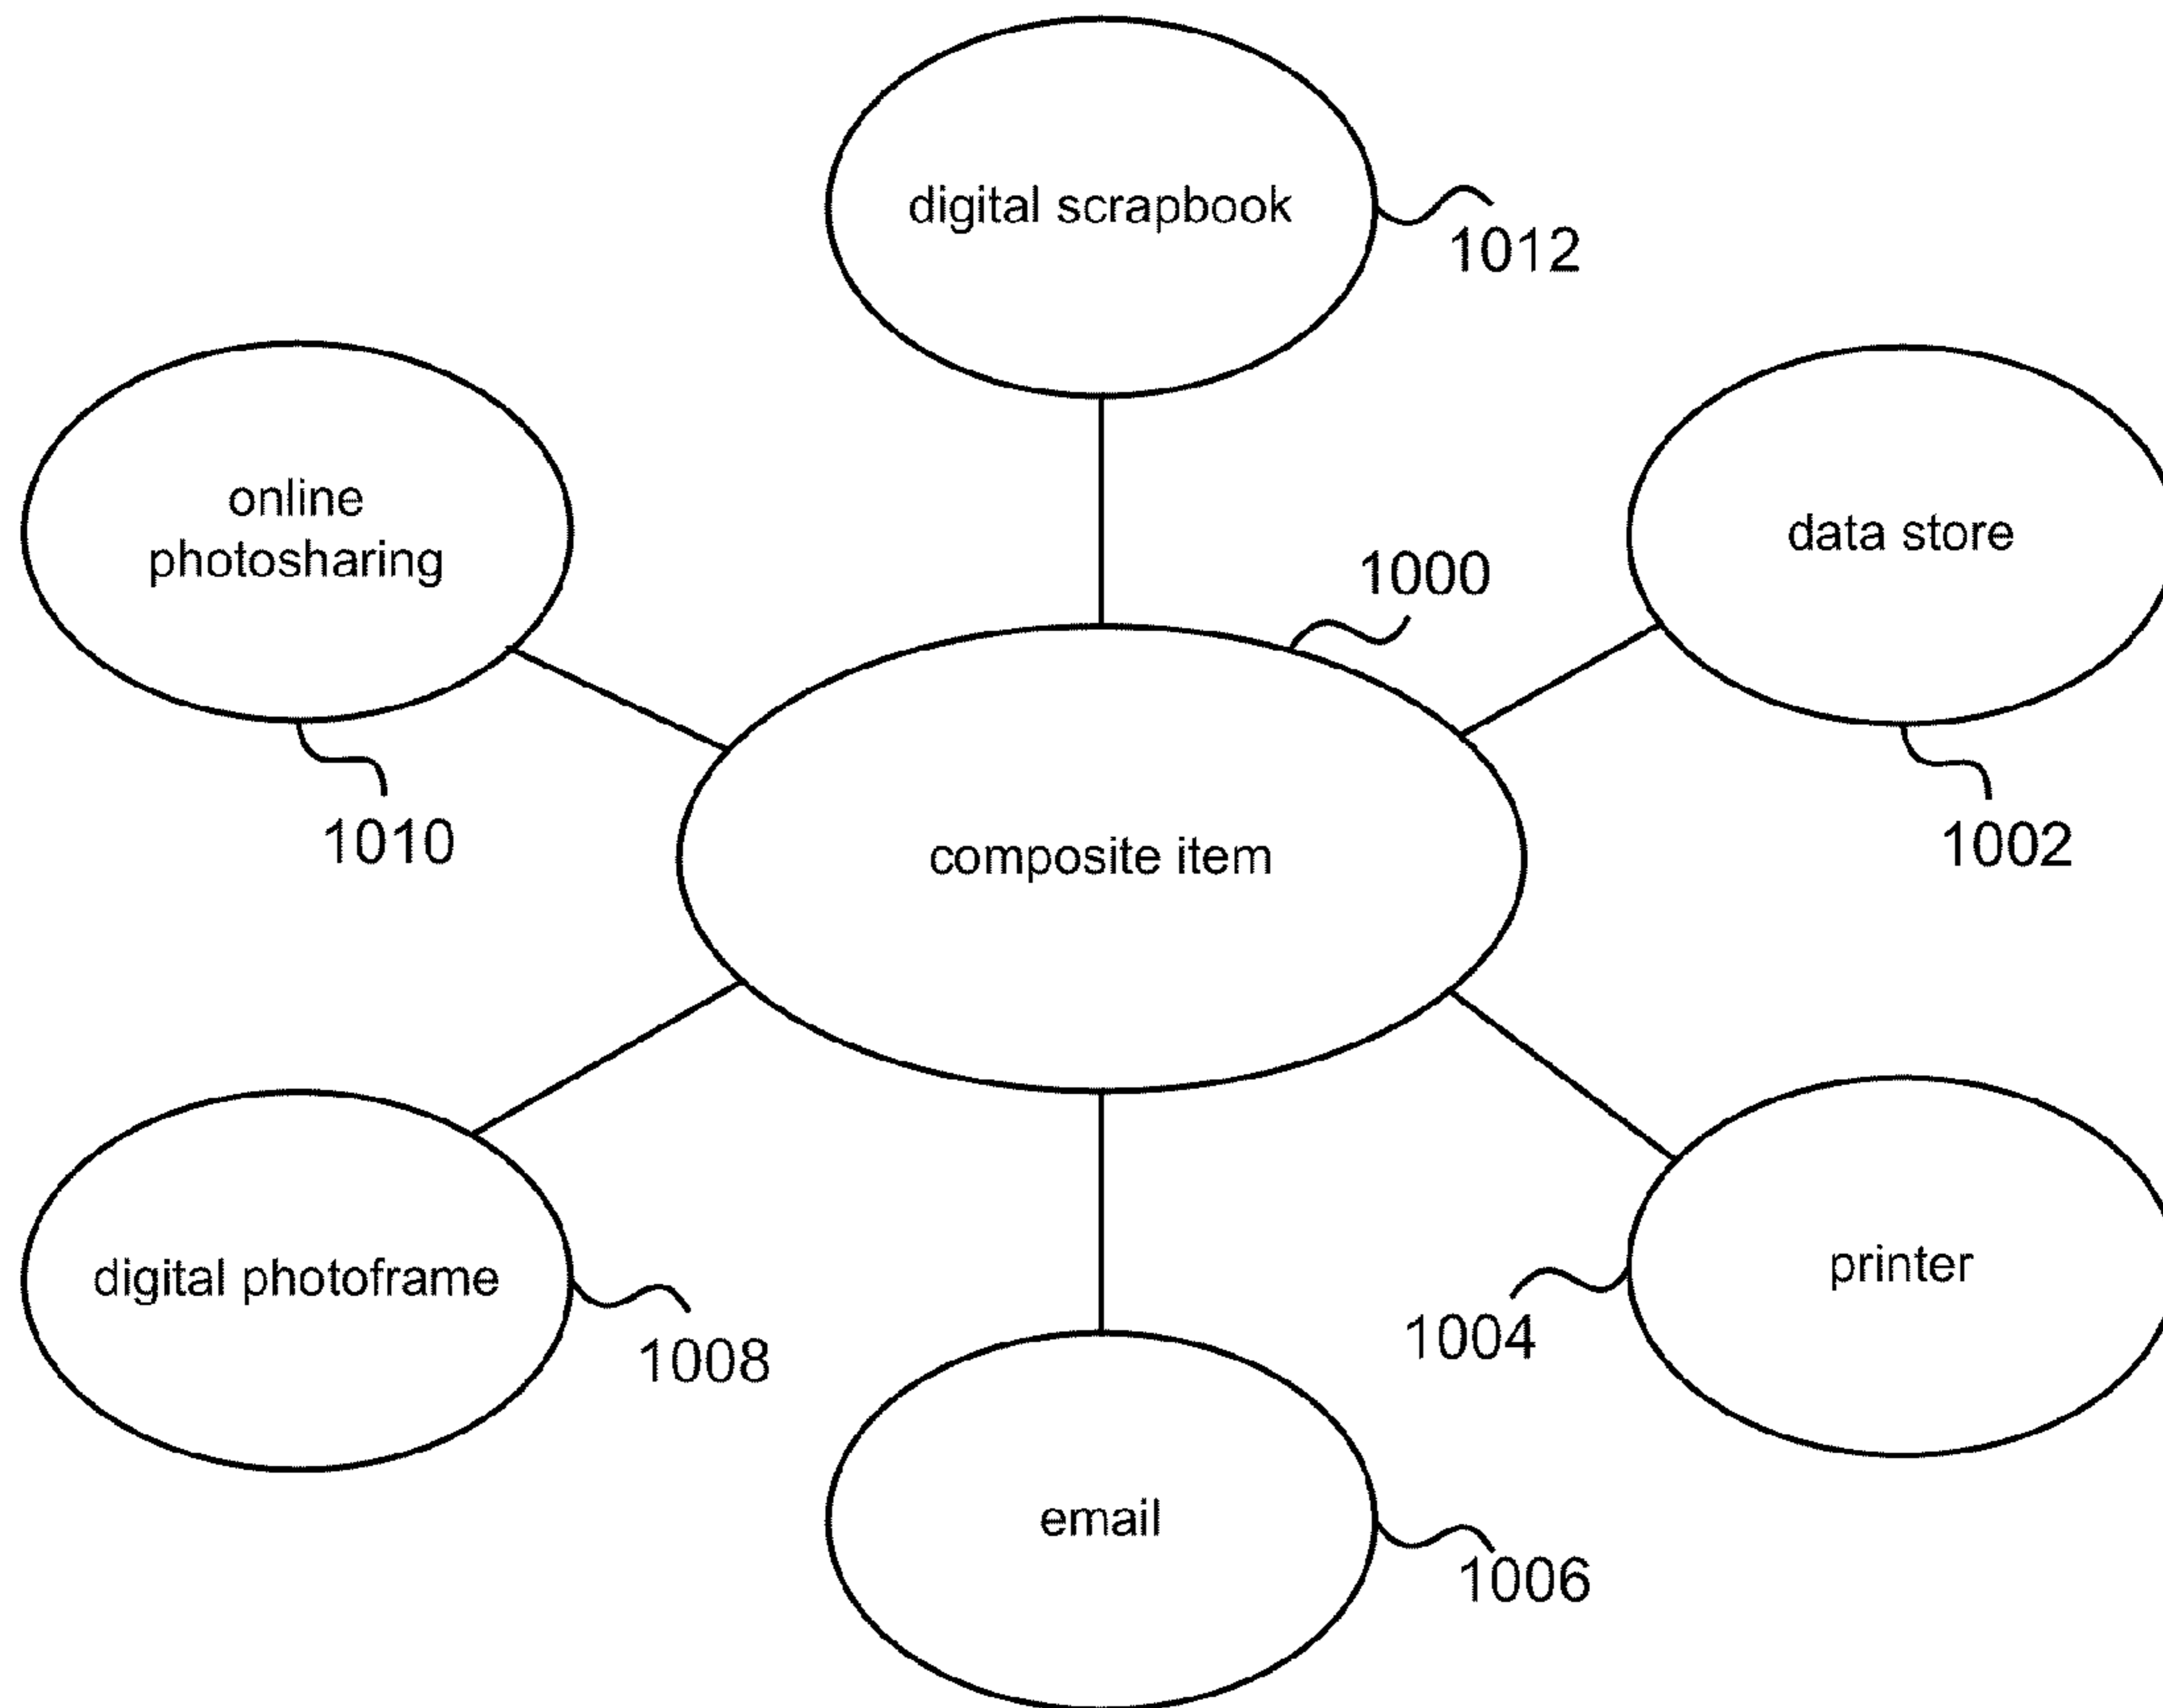 digital scrapbook
1012
online
photosharing
data store
1000
1010
1002
composite item
digital photoframe
printer
1008
1004
email
1006